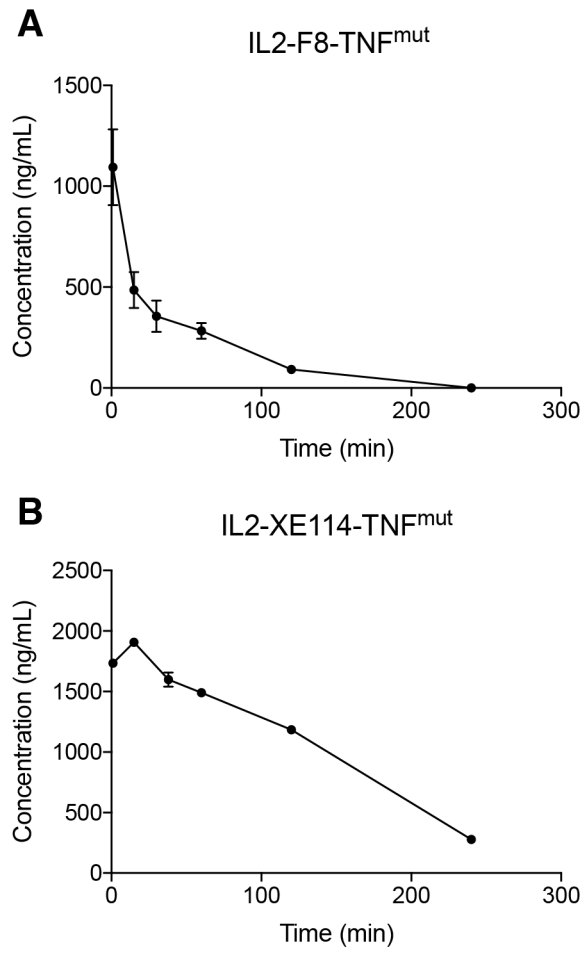 A
IL2-F8-TNFmut
1500
1000
500
0
Concentration (ng/mL)
0 100 200 300
Time (min)
B
IL2-XE114-TNFmut
2500
2000
1500
1000
500
0
Concentration (ng/mL)
0 100 200 300
Time (min)